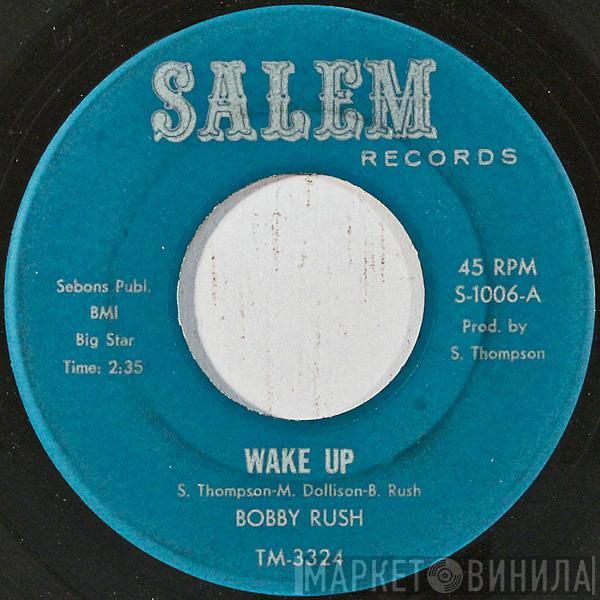 SALEM
RECORDS
Sebons Publ.
BMI
Big Star
Time: 2:35
45 RPM
S-1006-A
Prod. by
S. Thompson
WAKE UP
S. Thompson-M. Dollison-B. Rush
BOBBY RUSH
TM-3324
МАРКЕТ ВИНИЛА